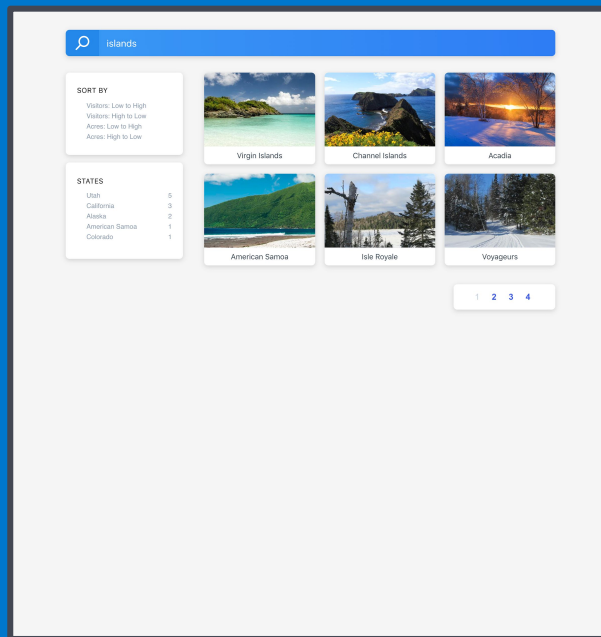 islands
SORT BY
Visitors: Low to High
Visitors: High to Low
Acres: Low to High
Acres: High to Low
STATES
Utah 5
California 3
Alaska 2
American Samoa 1
Colorado 1
Virgin Islands
Channel Islands
Acadia
American Samoa
Isle Royale
Voyageurs
1 2 3 4